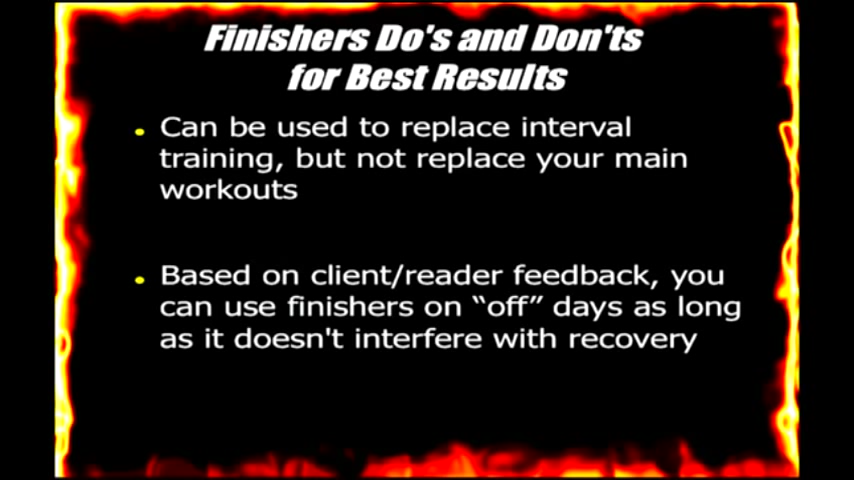 Finishers Do's and Don'ts
for Best Results
• Can be used to replace interval
training, but not replace your main
workouts
• Based on client/reader feedback, you
can use finishers on “off” days as long
as it doesn't interfere with recovery